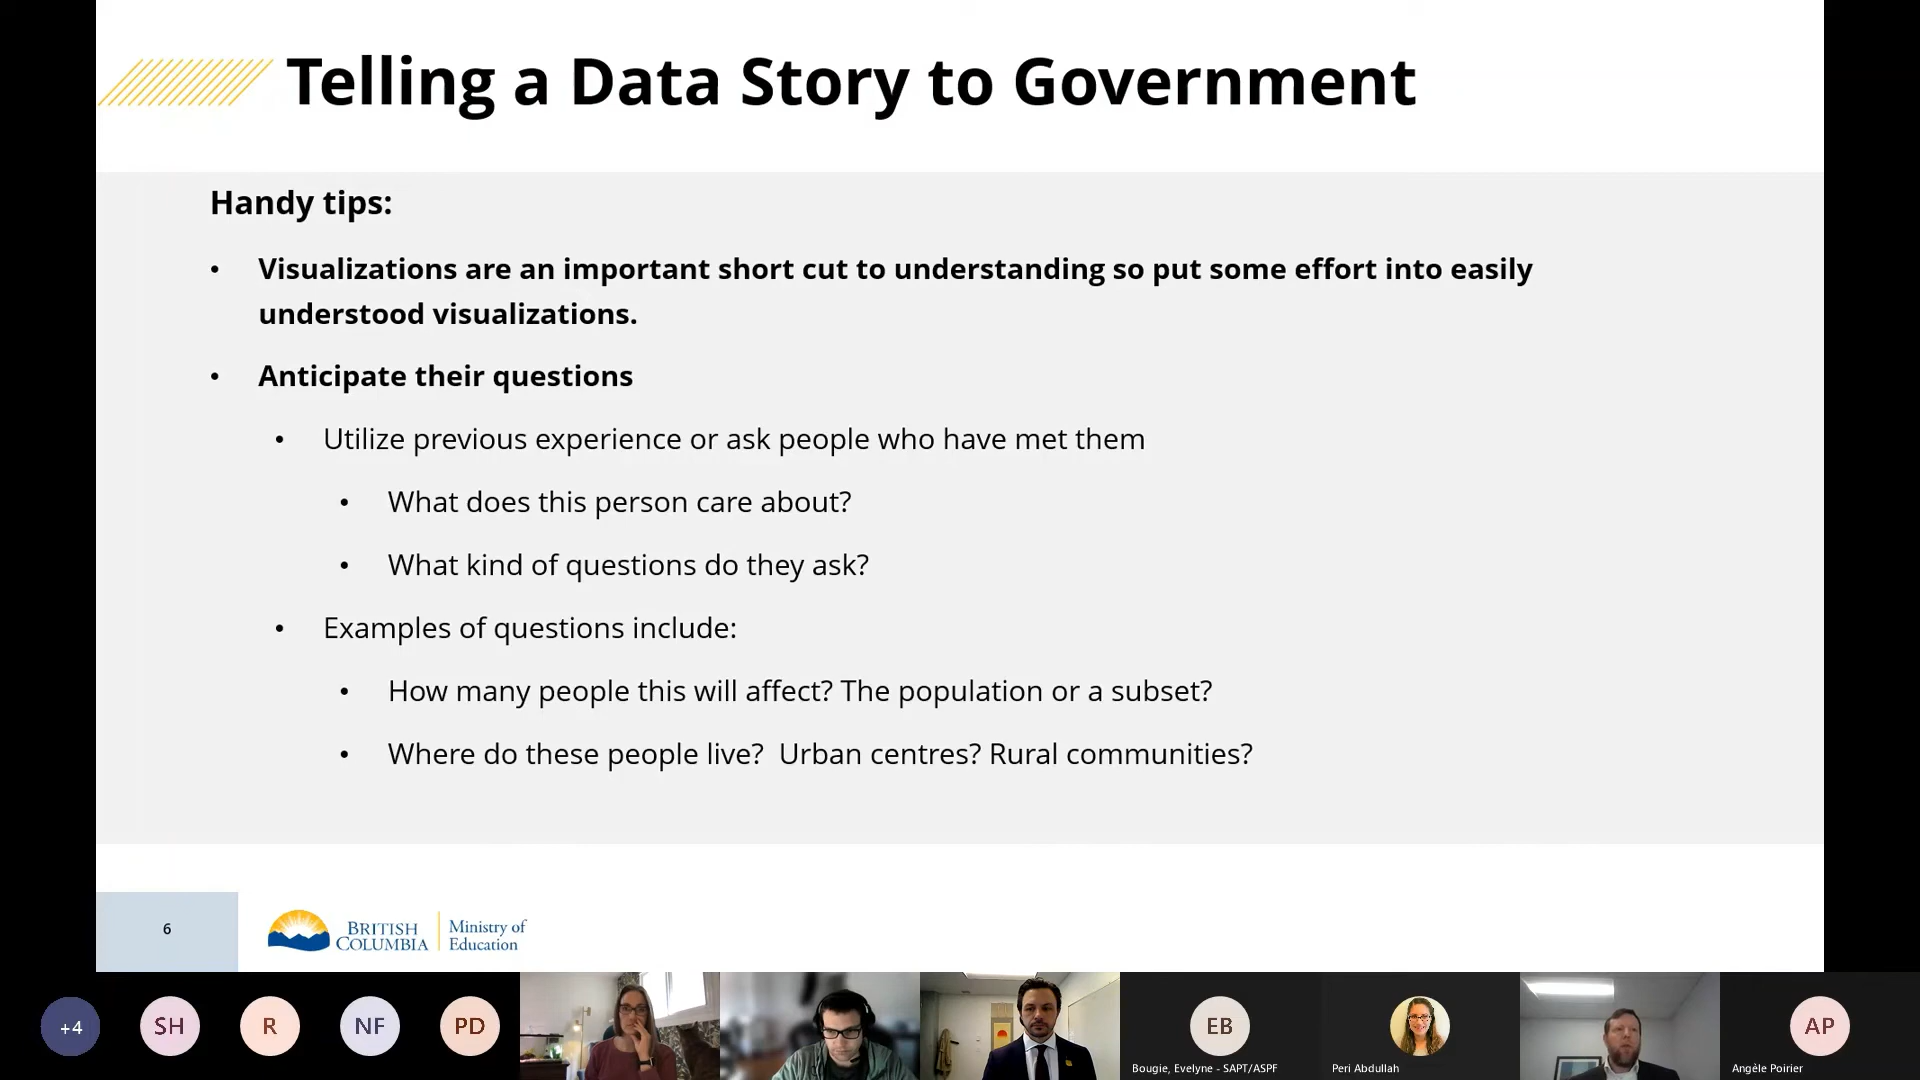 Telling a Data Story to Government
Handy tips:
• Visualizations are an important short cut to understanding so put some effort into easily
understood visualizations.
• Anticipate their questions
• Utilize previous experience or ask people who have met them
• What does this person care about?
• What kind of questions do they ask?
• Examples of questions include:
• How many people this will affect? The population or a subset?
• Where do these people live?  Urban centres? Rural communities?
6
BRITISH
COLUMBIA
Ministry of
Education
+4
SH
R
NF
PD
EB
Bougie, Evelyne - SAPT/ASPF
Peri Abdullah
AP
Angèle Poirier